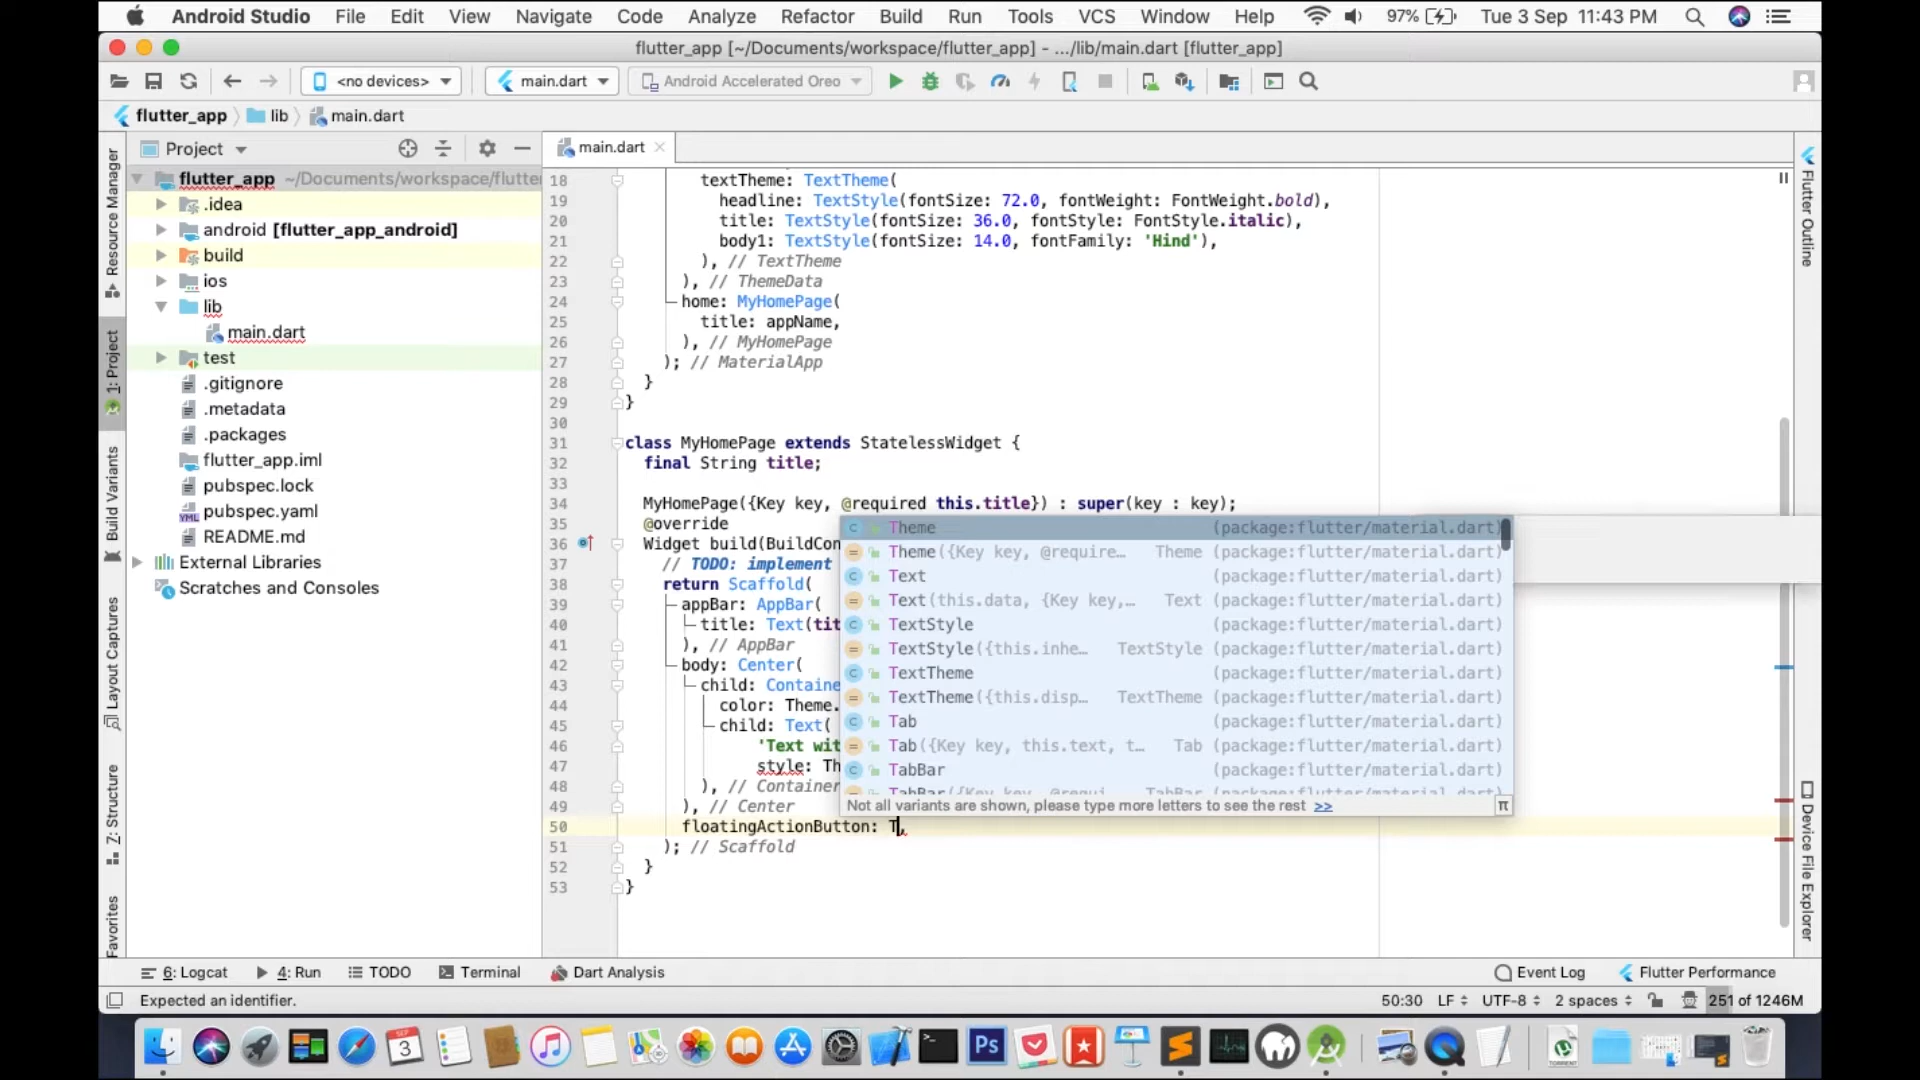 Android Studio File Edit View Navigate Code Analyze Refactor Build Run Tools VCS Window Help 97% Tue 3 Sep 11:43 PM
flutter_app [~/Documents/workspace/flutter_app] - .../lib/main.dart [flutter_app]
<no devices> main.dart Android Accelerated Oreo
flutter_app lib main.dart
Project
main.dart
flutter_app ~/Documents/workspace/flutte
.idea
android [flutter_app_android]
build
ios
lib
main.dart
test
.gitignore
.metadata
.packages
flutter_app.iml
pubspec.lock
pubspec.yaml
README.md
External Libraries
Scratches and Consoles
Resource Manager
1: Project
Build Variants
Layout Captures
Z: Structure
Favorites
18 textTheme: TextTheme(
19 headline: TextStyle(fontSize: 72.0, fontWeight: FontWeight.bold),
20 title: TextStyle(fontSize: 36.0, fontStyle: FontStyle.italic),
21 body1: TextStyle(fontSize: 14.0, fontFamily: 'Hind'),
22 ), // TextTheme
23 ), // ThemeData
24 home: MyHomePage(
25 title: appName,
26 ), // MyHomePage
27 ); // MaterialApp
28 }
29 }
30
31 class MyHomePage extends StatelessWidget {
32 final String title;
33
34 MyHomePage({Key key, @required this.title}) : super(key : key);
35 @override
36 Widget build(BuildCon
37 // TODO: implement
38 return Scaffold(
39 appBar: AppBar(
40 title: Text(tit
41 ), // AppBar
42 body: Center(
43 child: Containe
44 color: Theme.
45 child: Text(
46 'Text wit
47 style: Th
48 ), // Container
49 ), // Center
50 floatingActionButton: T,
51 ); // Scaffold
52 }
53 }
Theme (package:flutter/material.dart)
Theme({Key key, @require… Theme (package:flutter/material.dart)
Text (package:flutter/material.dart)
Text(this.data, {Key key,… Text (package:flutter/material.dart)
TextStyle (package:flutter/material.dart)
TextStyle({this.inhe… TextStyle (package:flutter/material.dart)
TextTheme (package:flutter/material.dart)
TextTheme({this.disp… TextTheme (package:flutter/material.dart)
Tab (package:flutter/material.dart)
Tab({Key key, this.text, t… Tab (package:flutter/material.dart)
TabBar (package:flutter/material.dart)
TabBar({Key key, @requi… TabBar (package:flutter/material.dart)
Not all variants are shown, please type more letters to see the rest >> π
Flutter Outline
Device File Explorer
6: Logcat 4: Run TODO Terminal Dart Analysis Event Log Flutter Performance
Expected an identifier. 50:30 LF UTF-8 2 spaces 251 of 1246M
SEP
3
Ps